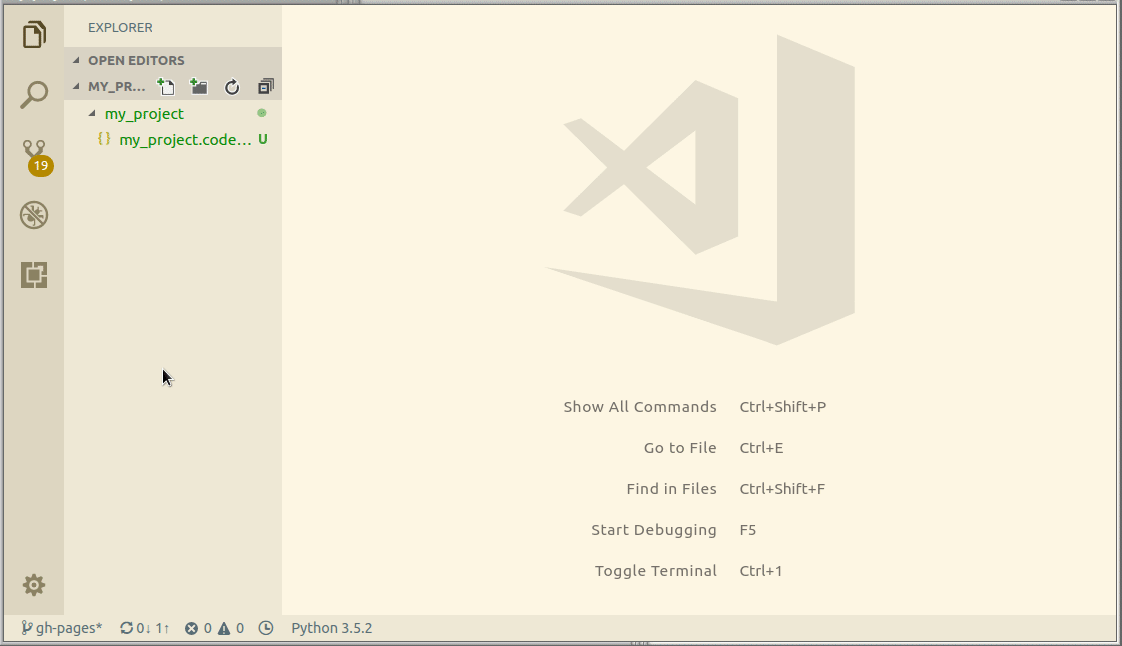 EXPLORER
OPEN EDITORS
MY_PR...
my_project
{} my_project.code... U
19
Show All Commands Ctrl+Shift+P
Go to File Ctrl+E
Find in Files Ctrl+Shift+F
Start Debugging F5
Toggle Terminal Ctrl+1
gh-pages* 0↓ 1↑ 0 0 Python 3.5.2